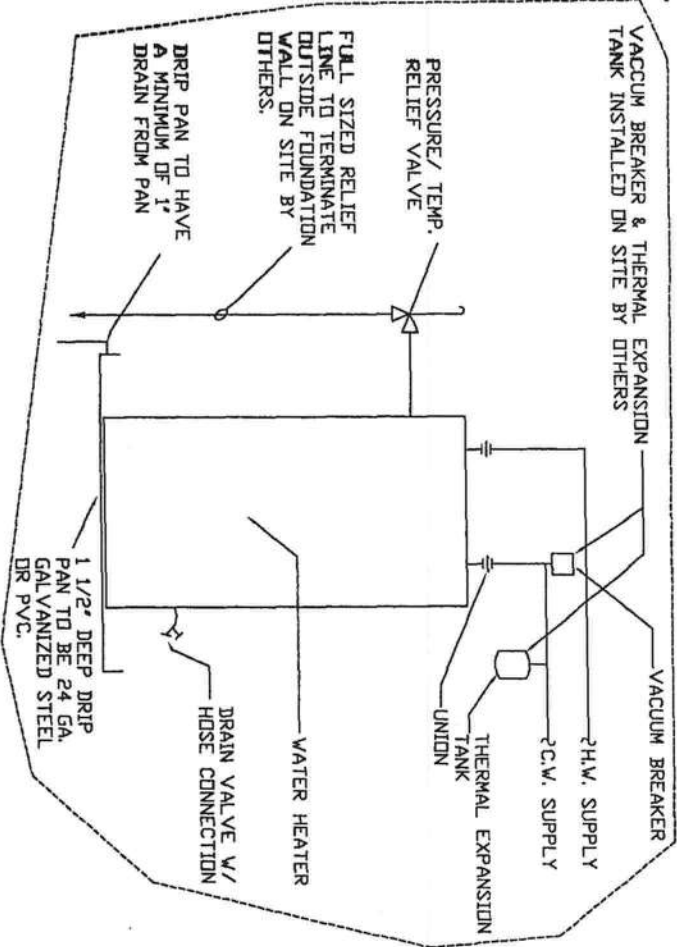 VACCUM BREAKER & THERMAL EXPANSION
TANK INSTALLED ON SITE BY OTHERS
VACUUM BREAKER
H.W. SUPPLY
C.W. SUPPLY
THERMAL EXPANSION
TANK
UNION
PRESSURE/ TEMP.
RELIEF VALVE
WATER HEATER
FULL SIZED RELIEF
LINE TO TERMINATE
OUTSIDE FOUNDATION
WALL ON SITE BY
OTHERS.
DRAIN VALVE W/
HOSE CONNECTION
DRIP PAN TO HAVE
A MINIMUM OF 1"
DRAIN FROM PAN
1 1/2" DEEP DRIP
PAN TO BE 24 GA.
GALVANIZED STEEL
OR PVC.